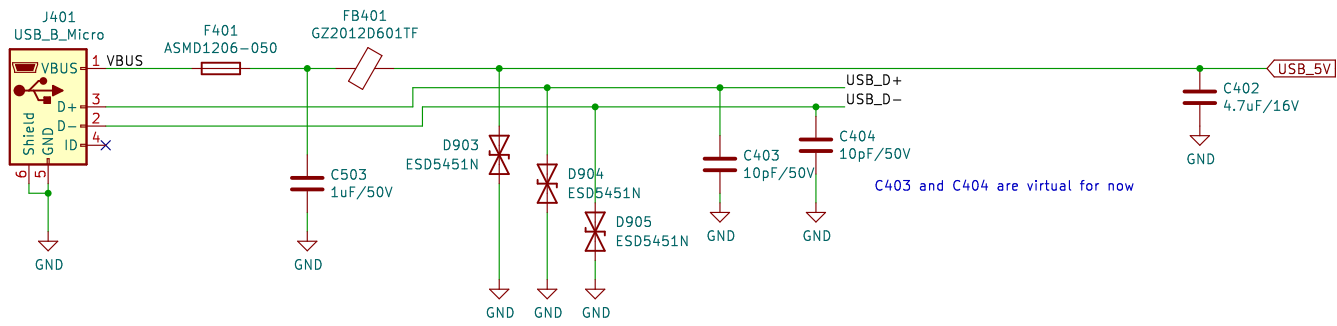 J401
USB_B_Micro
F401
ASMD1206-050
FB401
GZ2012D601TF
VBUS
1
VBUS
D+
3
D-
2
ID
4
Shield
GND
6
5
GND
C503
1uF/50V
GND
D903
ESD5451N
GND
D904
ESD5451N
GND
D905
ESD5451N
GND
USB_D+
USB_D-
C403
10pF/50V
GND
C404
10pF/50V
GND
C403 and C404 are virtual for now
USB_5V
C402
4.7uF/16V
GND